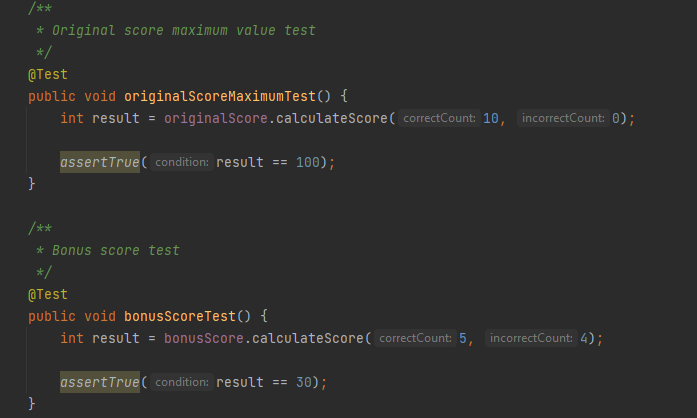 /**
 * Original score maximum value test
 */
@Test
public void originalScoreMaximumTest() {
    int result = originalScore.calculateScore( correctCount: 10, incorrectCount: 0);
    assertTrue( condition: result == 100);
}
/**
 * Bonus score test
 */
@Test
public void bonusScoreTest() {
    int result = bonusScore.calculateScore( correctCount: 5, incorrectCount: 4);
    assertTrue( condition: result == 30);
}